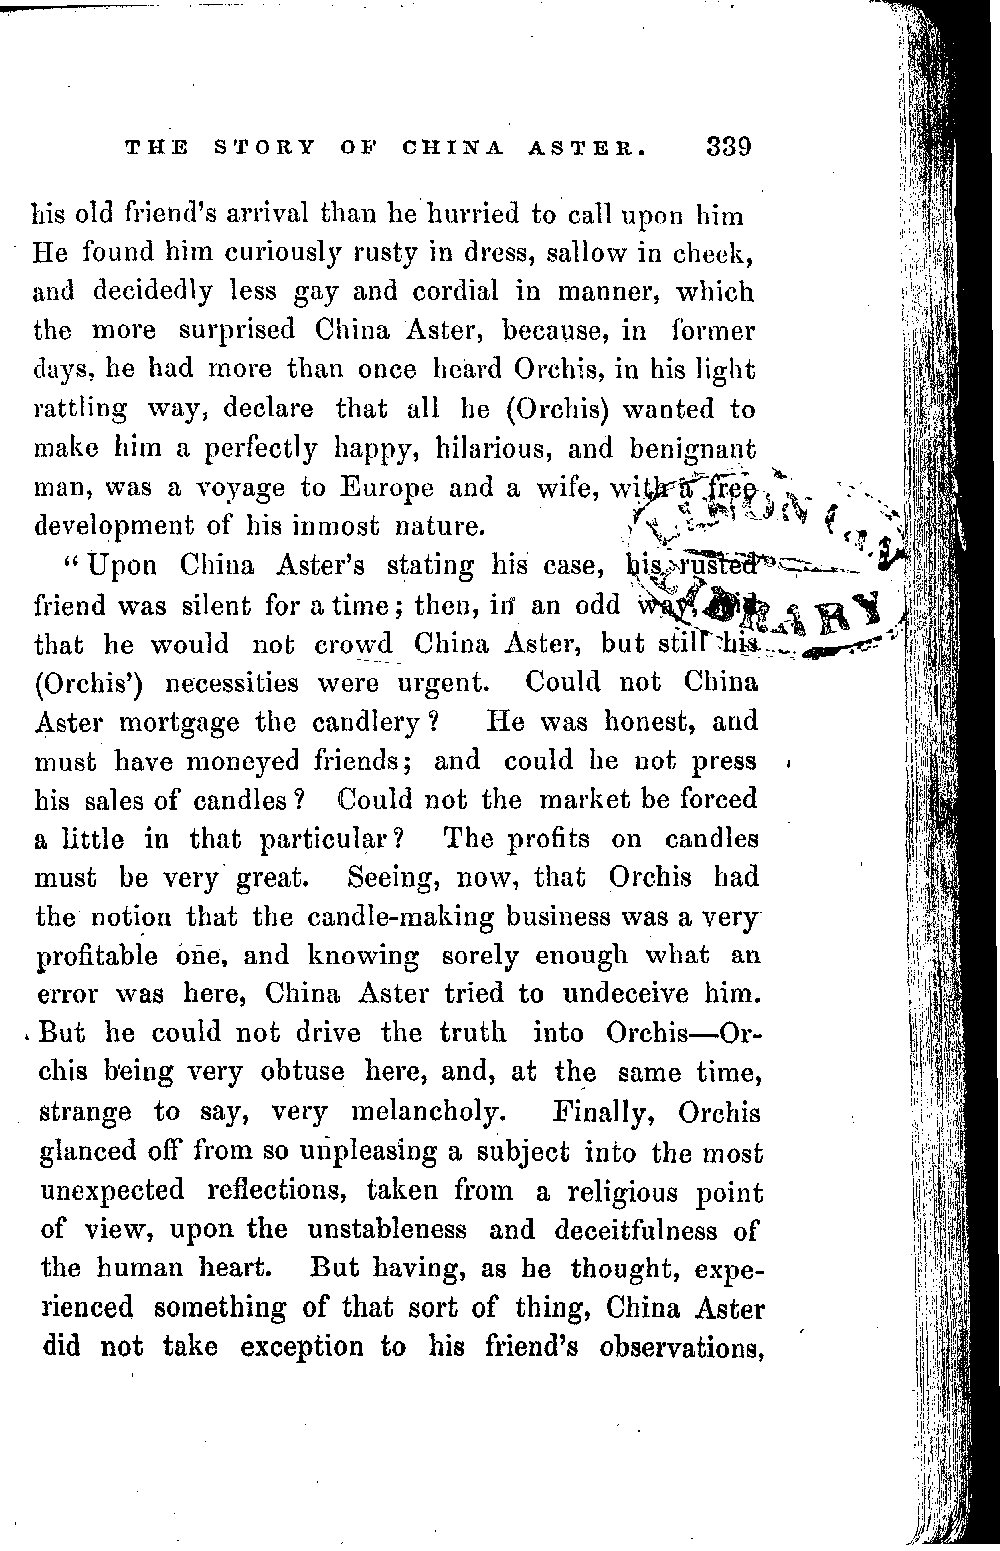 THE STORY OF CHINA ASTER. 339
his old friend's arrival than he hurried to call upon him
He found him curiously rusty in dress, sallow in cheek,
and decidedly less gay and cordial in manner, which
the more surprised China Aster, because, in former
days, he had more than once heard Orchis, in his light
rattling way, declare that all he (Orchis) wanted to
make him a perfectly happy, hilarious, and benignant
man, was a voyage to Europe and a wife, with a free
development of his inmost nature.
“Upon China Aster's stating his case, his rusted
friend was silent for a time; then, in an odd way,
that he would not crowd China Aster, but still his
(Orchis') necessities were urgent. Could not China
Aster mortgage the candlery? He was honest, and
must have moneyed friends; and could he not press
his sales of candles? Could not the market be forced
a little in that particular? The profits on candles
must be very great. Seeing, now, that Orchis had
the notion that the candle-making business was a very
profitable one, and knowing sorely enough what an
error was here, China Aster tried to undeceive him.
But he could not drive the truth into Orchis—Or-
chis being very obtuse here, and, at the same time,
strange to say, very melancholy. Finally, Orchis
glanced off from so unpleasing a subject into the most
unexpected reflections, taken from a religious point
of view, upon the unstableness and deceitfulness of
the human heart. But having, as he thought, expe-
rienced something of that sort of thing, China Aster
did not take exception to his friend's observations,
LIBRARY